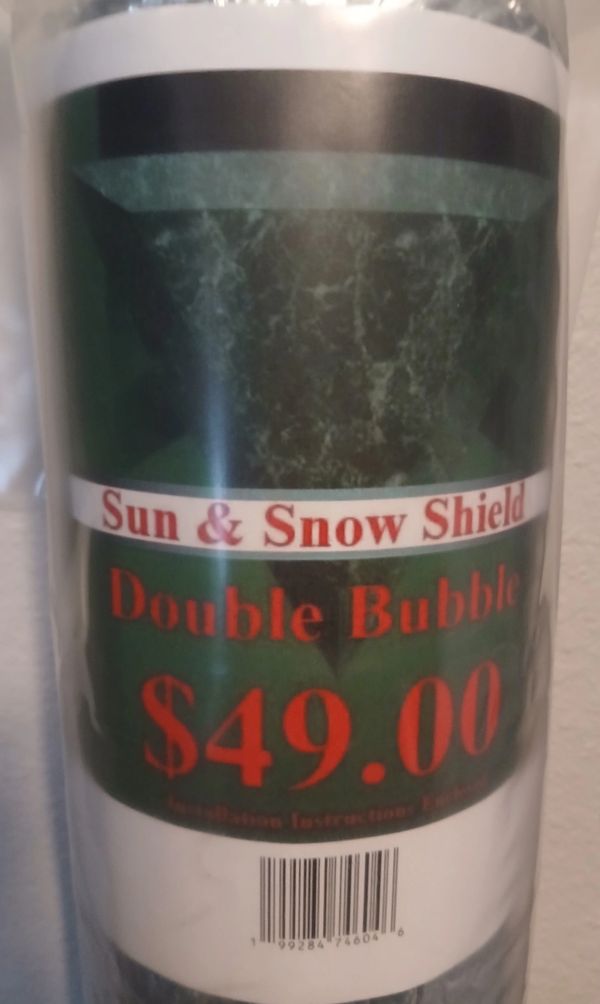 Sun & Snow Shield
Double Bubble
$49.00
Installation Instructions Enclosed
1 99284 74604 6